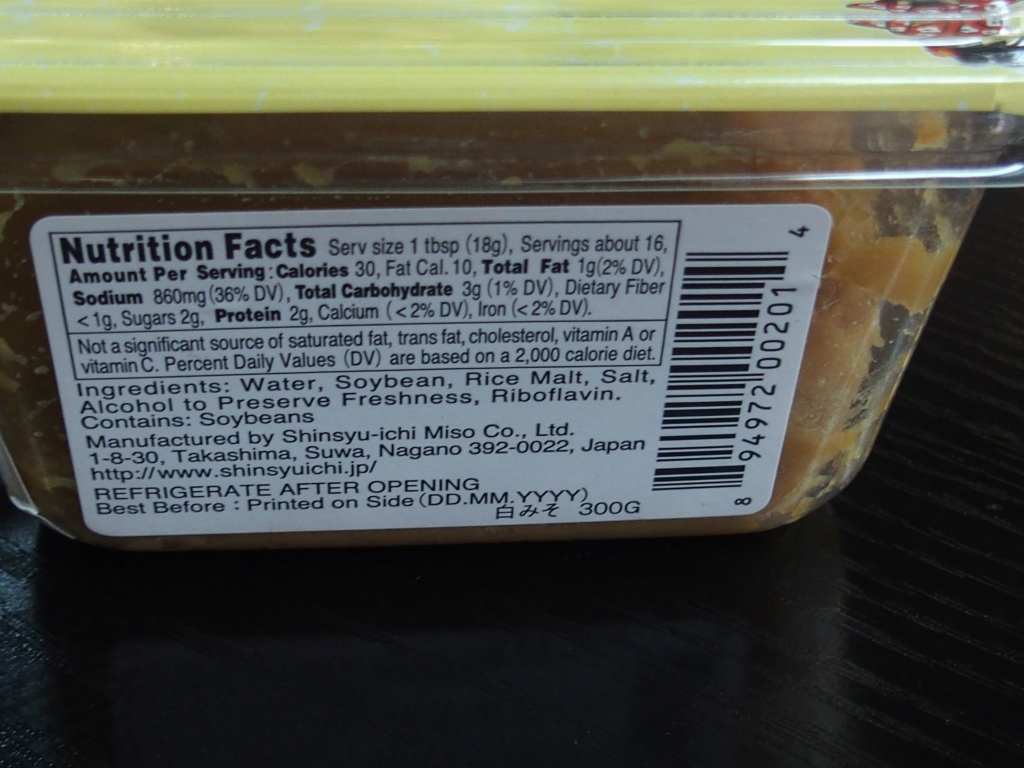 Nutrition Facts Serv size 1 tbsp (18g), Servings about 16,
Amount Per Serving: Calories 30, Fat Cal. 10, Total Fat 1g(2% DV),
Sodium 860mg (36% DV), Total Carbohydrate 3g (1% DV), Dietary Fiber
<1g, Sugars 2g, Protein 2g, Calcium (<2% DV), Iron (<2% DV).
Not a significant source of saturated fat, trans fat, cholesterol, vitamin A or
vitamin C. Percent Daily Values (DV) are based on a 2,000 calorie diet.
Ingredients: Water, Soybean, Rice Malt, Salt,
Alcohol to Preserve Freshness, Riboflavin.
Contains: Soybeans
Manufactured by Shinsyu-ichi Miso Co., Ltd.
1-8-30, Takashima, Suwa, Nagano 392-0022, Japan
http://www.shinsyuichi.jp/
REFRIGERATE AFTER OPENING
Best Before : Printed on Side (DD.MM.YYYY)
白みそ 300G
8 94972 00201 4